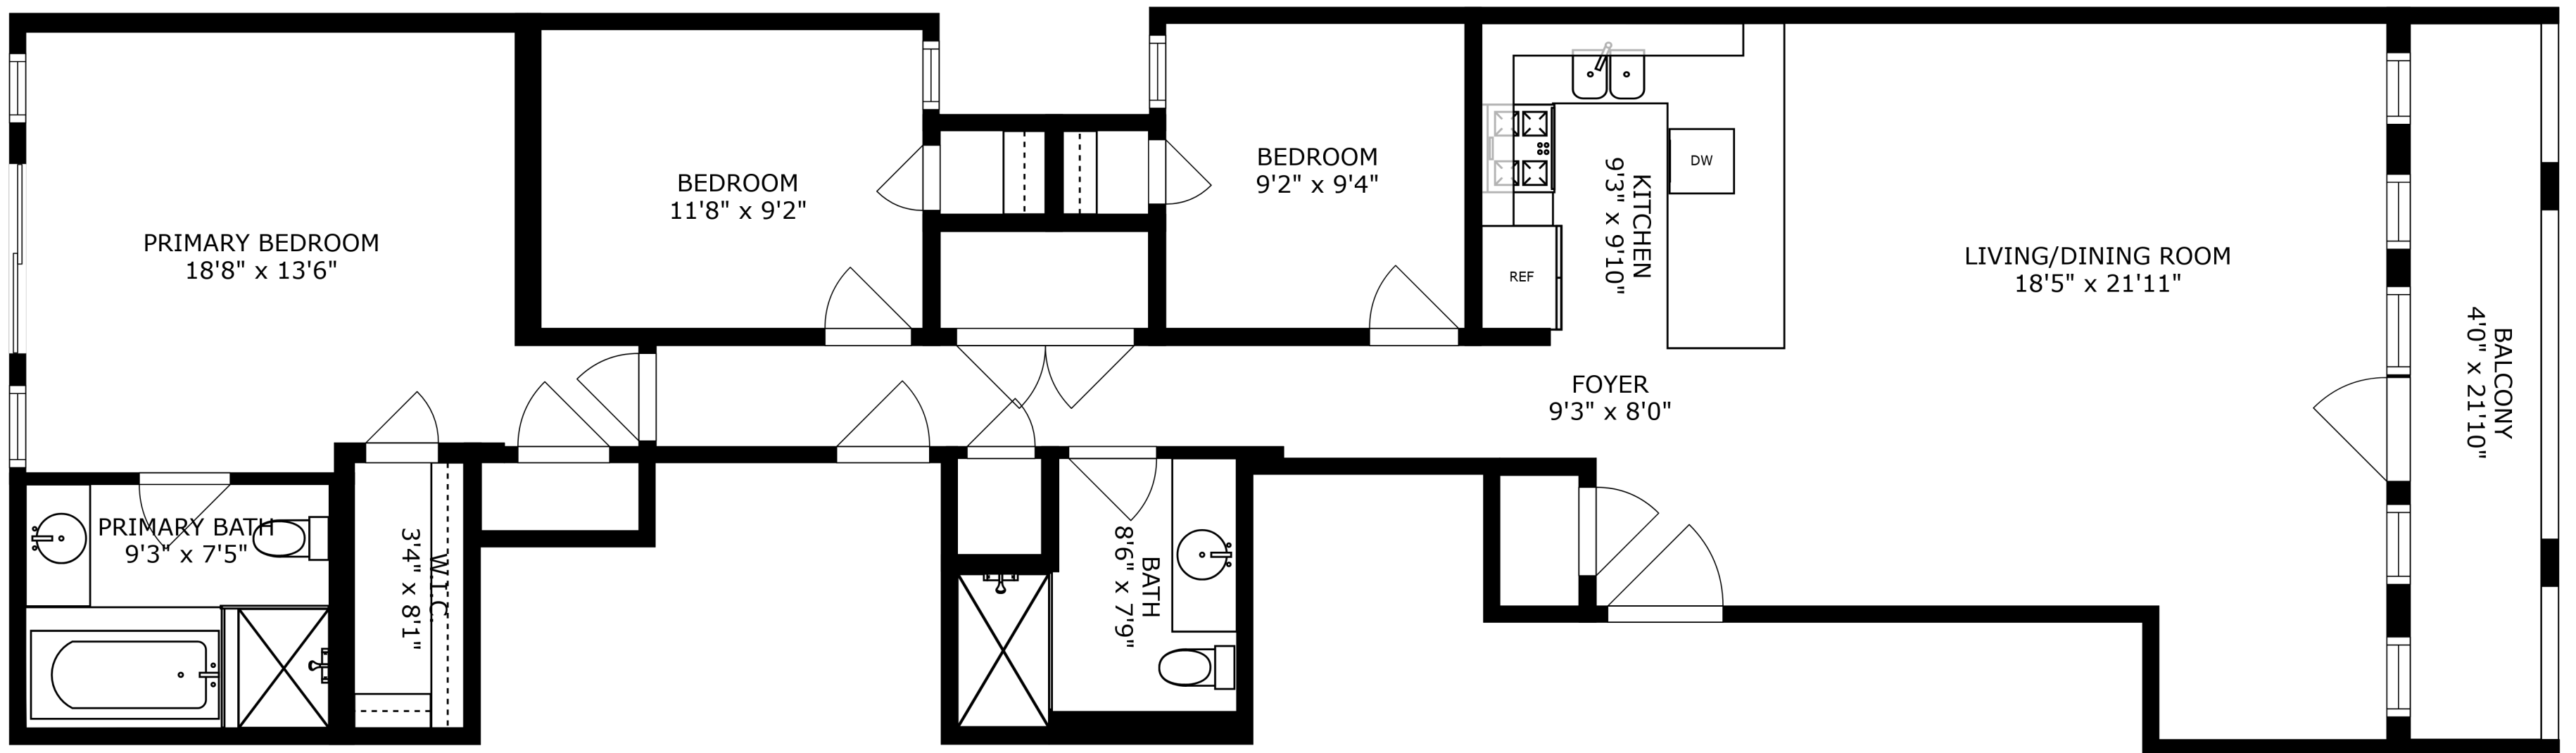 PRIMARY BEDROOM
18'8" x 13'6"
BEDROOM
11'8" x 9'2"
BEDROOM
9'2" x 9'4"
KITCHEN
9'3" x 9'10"
DW
REF
LIVING/DINING ROOM
18'5" x 21'11"
BALCONY
4'0" x 21'10"
FOYER
9'3" x 8'0"
PRIMARY BATH
9'3" x 7'5"
W.I.C.
3'4" x 8'1"
BATH
8'6" x 7'9"